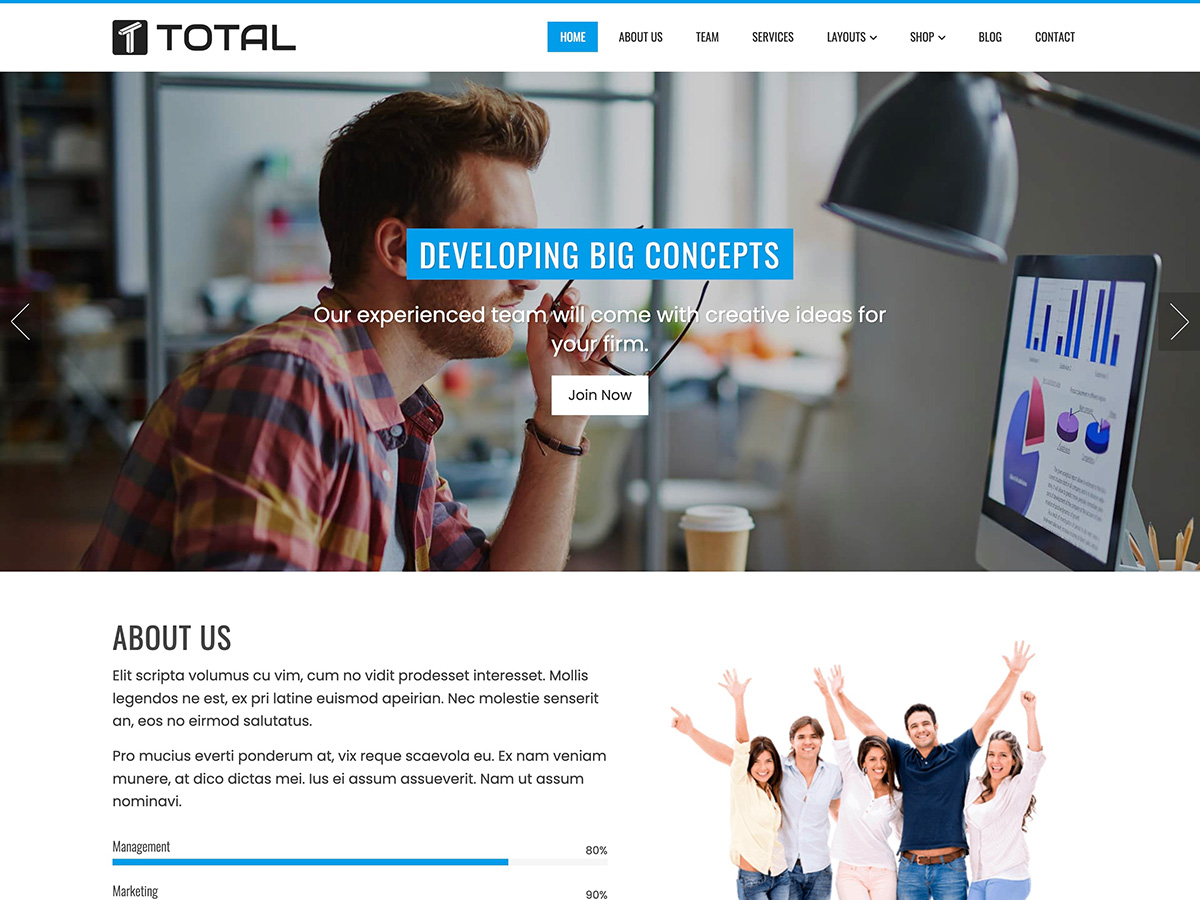 TOTAL
HOME ABOUT US TEAM SERVICES LAYOUTS SHOP BLOG CONTACT
DEVELOPING BIG CONCEPTS
Our experienced team will come with creative ideas for
your firm.
Join Now
ABOUT US
Elit scripta volumus cu vim, cum no vidit prodesset interesset. Mollis
legendos ne est, ex pri latine euismod apeirian. Nec molestie senserit
an, eos no eirmod salutatus.
Pro mucius everti ponderum at, vix reque scaevola eu. Ex nam veniam
munere, at dico dictas mei. Ius ei assum assueverit. Nam ut assum
nominavi.
Management 80%
Marketing 90%